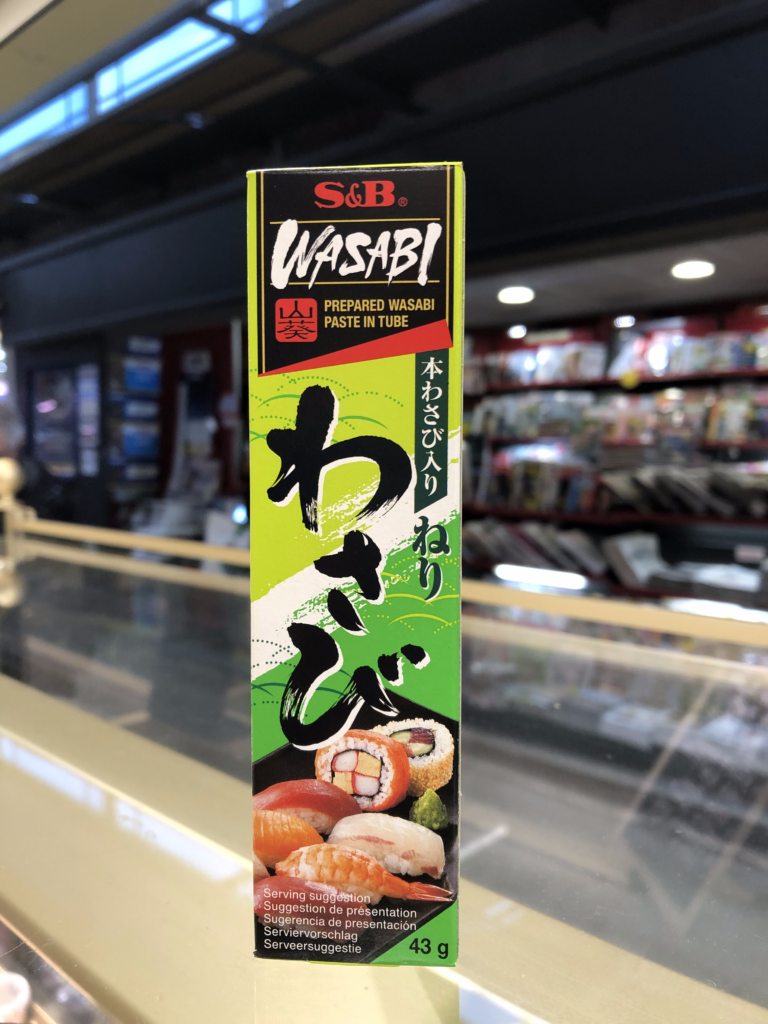 S&B®
WASABI
山葵
PREPARED WASABI
PASTE IN TUBE
本わさび入り
ねり
わさび
Serving suggestion
Suggestion de présentation
Sugerencia de presentación
Serviervorschlag
Serveersuggestie
43 g